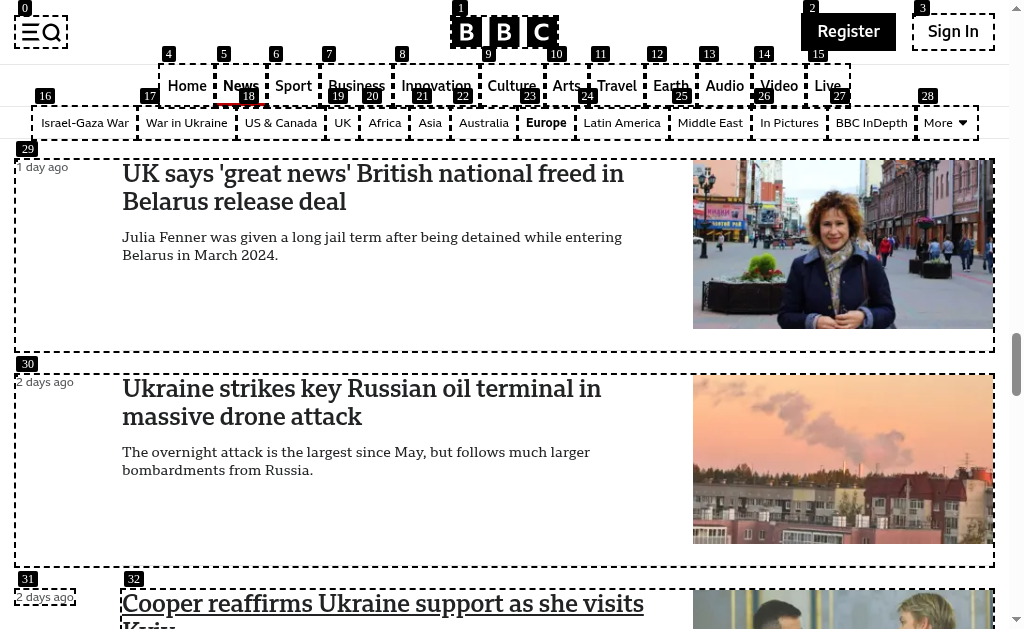 0
1
2
3
BBC
Register
Sign In
4
5
6
7
8
9
10
11
12
13
14
15
Home
News
Sport
Business
Innovation
Culture
Arts
Travel
Earth
Audio
Video
Live
16
17
18
19
20
21
22
23
24
25
26
27
28
Israel-Gaza War
War in Ukraine
US & Canada
UK
Africa
Asia
Australia
Europe
Latin America
Middle East
In Pictures
BBC InDepth
More
29
1 day ago
UK says 'great news' British national freed in
Belarus release deal
Julia Fenner was given a long jail term after being detained while entering
Belarus in March 2024.
30
2 days ago
Ukraine strikes key Russian oil terminal in
massive drone attack
The overnight attack is the largest since May, but follows much larger
bombardments from Russia.
31
32
2 days ago
Cooper reaffirms Ukraine support as she visits
Kyiv